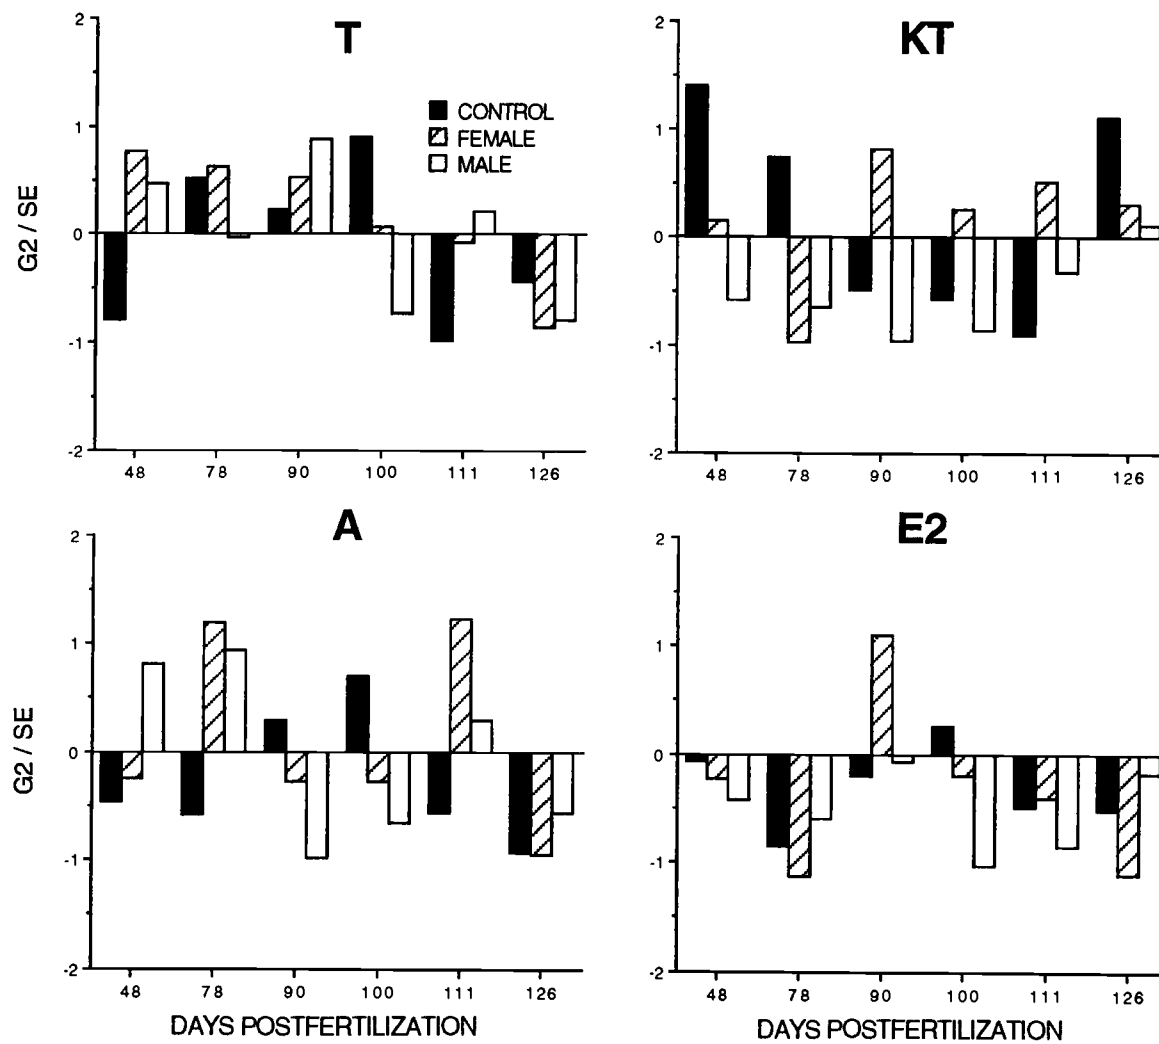 T
2
1
0
-1
-2
G2 / SE
CONTROL
FEMALE
MALE
48 78 90 100 111 126
KT
2
1
0
-1
-2
48 78 90 100 111 126
A
2
1
0
-1
-2
G2 / SE
48 78 90 100 111 126
DAYS POSTFERTILIZATION
E2
2
1
0
-1
-2
48 78 90 100 111 126
DAYS POSTFERTILIZATION